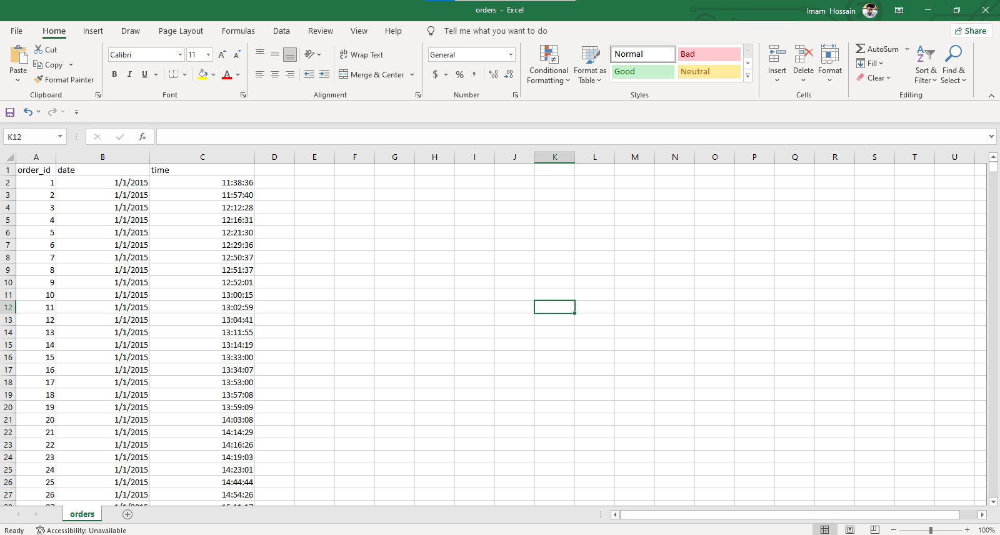 orders - Excel
Imam Hossain
File Home Insert Draw Page Layout Formulas Data Review View Help Tell me what you want to do Share
Paste Cut Copy Format Painter Clipboard
Calibri 11 B I U A A A Font
ab Wrap Text Merge & Center Alignment
General $ % , .00 .00 Number
Conditional Formatting Format as Table Normal Bad Good Neutral Styles
Insert Delete Format Cells
AutoSum Fill Clear Sort & Filter Find & Select Editing
K12 fx
A B C D E F G H I J K L M N O P Q R S T U
1 order_id date time
2 1 1/1/2015 11:38:36
3 2 1/1/2015 11:57:40
4 3 1/1/2015 12:12:28
5 4 1/1/2015 12:16:31
6 5 1/1/2015 12:21:30
7 6 1/1/2015 12:29:36
8 7 1/1/2015 12:50:37
9 8 1/1/2015 12:51:37
10 9 1/1/2015 12:52:01
11 10 1/1/2015 13:00:15
12 11 1/1/2015 13:02:59
13 12 1/1/2015 13:04:41
14 13 1/1/2015 13:11:55
15 14 1/1/2015 13:14:19
16 15 1/1/2015 13:33:00
17 16 1/1/2015 13:34:07
18 17 1/1/2015 13:53:00
19 18 1/1/2015 13:57:08
20 19 1/1/2015 13:59:09
21 20 1/1/2015 14:03:08
22 21 1/1/2015 14:14:29
23 22 1/1/2015 14:16:26
24 23 1/1/2015 14:19:03
25 24 1/1/2015 14:23:01
26 25 1/1/2015 14:44:44
27 26 1/1/2015 14:54:26
orders
Ready Accessibility: Unavailable 100%